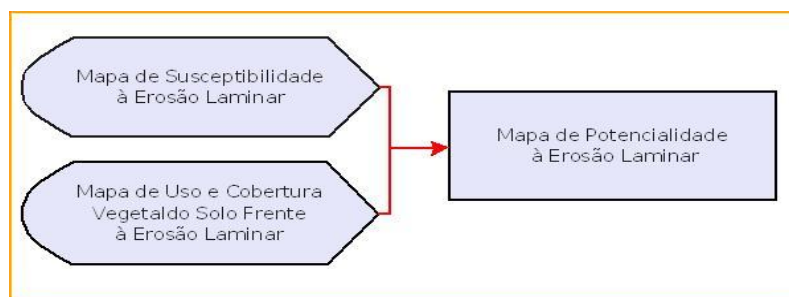 Mapa de Susceptibilidade
à Erosão Laminar
Mapa de Uso e Cobertura
Vegetaldo Solo Frente
à Erosão Laminar
Mapa de Potencialidade
à Erosão Laminar